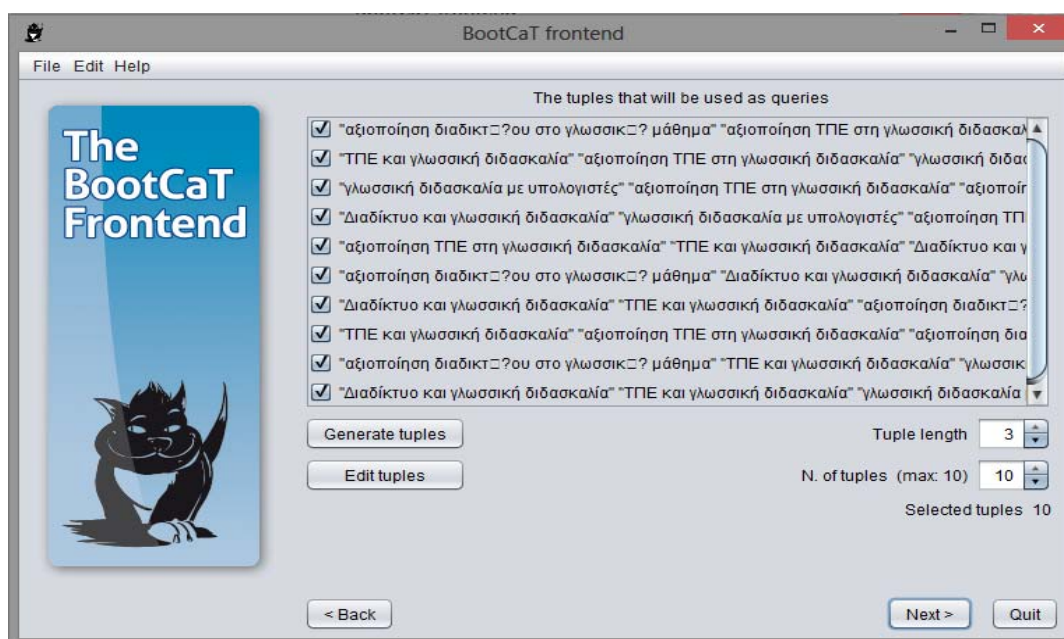 BootCaT frontend
File Edit Help
The
BootCaT
Frontend
The tuples that will be used as queries
"αξιοποίηση διαδικτ□?ου στο γλωσσικ□? μάθημα" "αξιοποίηση ΤΠΕ στη γλωσσική διδασκαλ
"ΤΠΕ και γλωσσική διδασκαλία" "αξιοποίηση ΤΠΕ στη γλωσσική διδασκαλία" "γλωσσική διδασ
"γλωσσική διδασκαλία με υπολογιστές" "αξιοποίηση ΤΠΕ στη γλωσσική διδασκαλία" "αξιοποίη
"Διαδίκτυο και γλωσσική διδασκαλία" "γλωσσική διδασκαλία με υπολογιστές" "αξιοποίηση ΤΠ
"αξιοποίηση ΤΠΕ στη γλωσσική διδασκαλία" "ΤΠΕ και γλωσσική διδασκαλία" "Διαδίκτυο και γ
"αξιοποίηση διαδικτ□?ου στο γλωσσικ□? μάθημα" "Διαδίκτυο και γλωσσική διδασκαλία" "γλω
"Διαδίκτυο και γλωσσική διδασκαλία" "ΤΠΕ και γλωσσική διδασκαλία" "αξιοποίηση διαδικτ□?
"ΤΠΕ και γλωσσική διδασκαλία" "αξιοποίηση ΤΠΕ στη γλωσσική διδασκαλία" "αξιοποίηση δια
"αξιοποίηση διαδικτ□?ου στο γλωσσικ□? μάθημα" "ΤΠΕ και γλωσσική διδασκαλία" "γλωσσικ
"Διαδίκτυο και γλωσσική διδασκαλία" "ΤΠΕ και γλωσσική διδασκαλία" "γλωσσική διδασκαλία
Generate tuples
Tuple length 3
Edit tuples
N. of tuples (max: 10) 10
Selected tuples 10
< Back
Next >
Quit